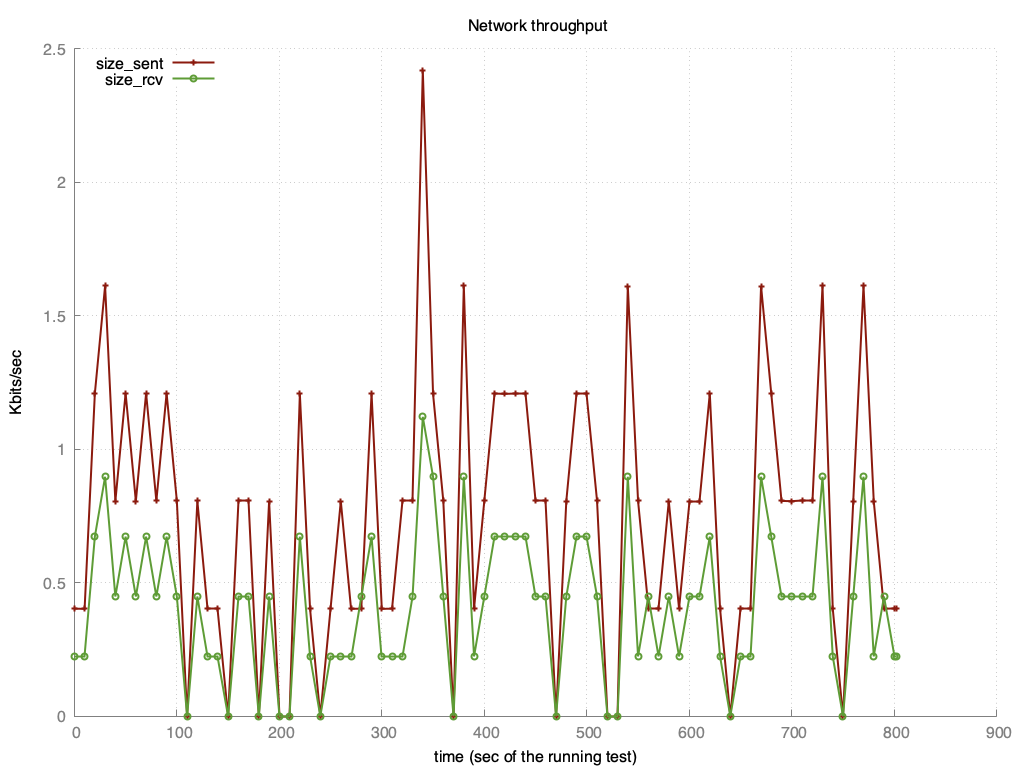 Network throughput
size_sent
size_rcv
2.5
2
1.5
1
0.5
0
Kbits/sec
0 100 200 300 400 500 600 700 800 900
time (sec of the running test)